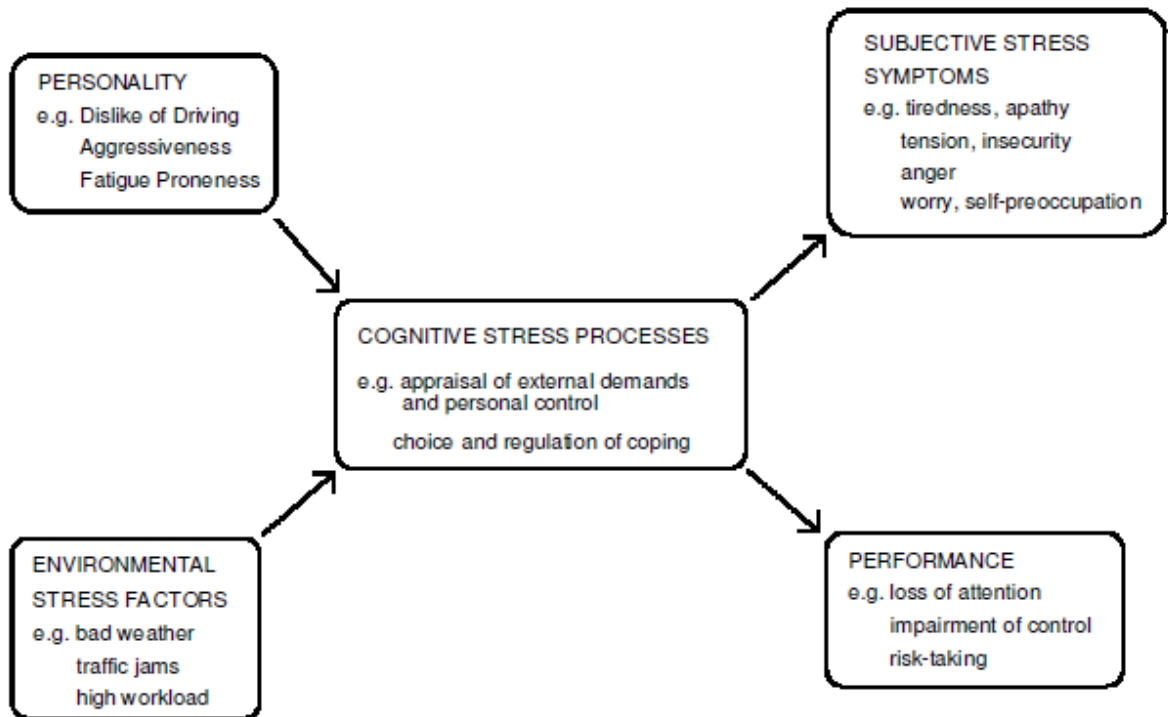 PERSONALITY
e.g. Dislike of Driving
Aggressiveness
Fatigue Proneness
SUBJECTIVE STRESS
SYMPTOMS
e.g. tiredness, apathy
tension, insecurity
anger
worry, self-preoccupation
COGNITIVE STRESS PROCESSES
e.g. appraisal of external demands
and personal control
choice and regulation of coping
ENVIRONMENTAL
STRESS FACTORS
e.g. bad weather
traffic jams
high workload
PERFORMANCE
e.g. loss of attention
impairment of control
risk-taking